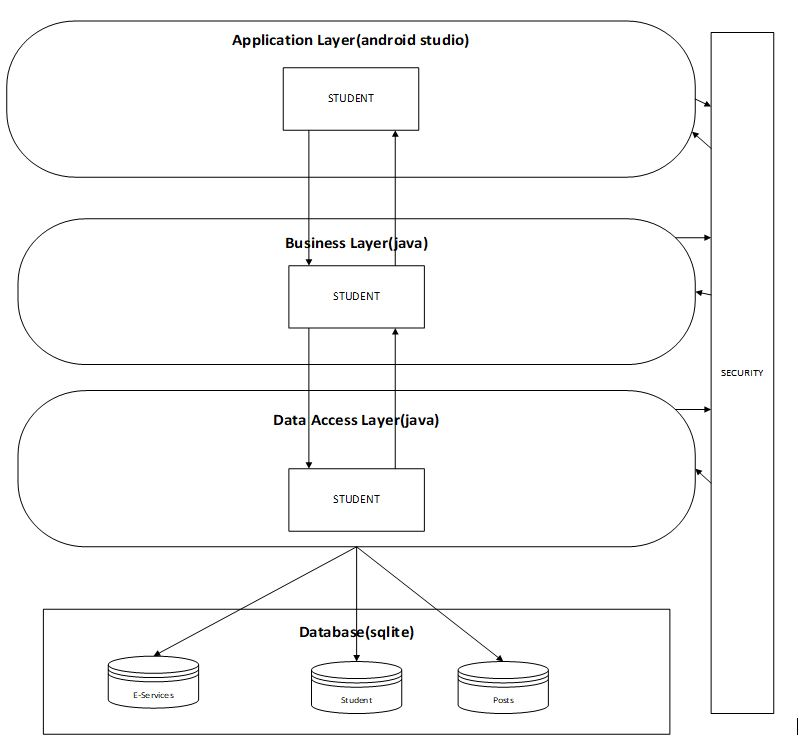 Application Layer(android studio)
STUDENT
Business Layer(java)
STUDENT
SECURITY
Data Access Layer(java)
STUDENT
Database(sqlite)
E-Services
Student
Posts